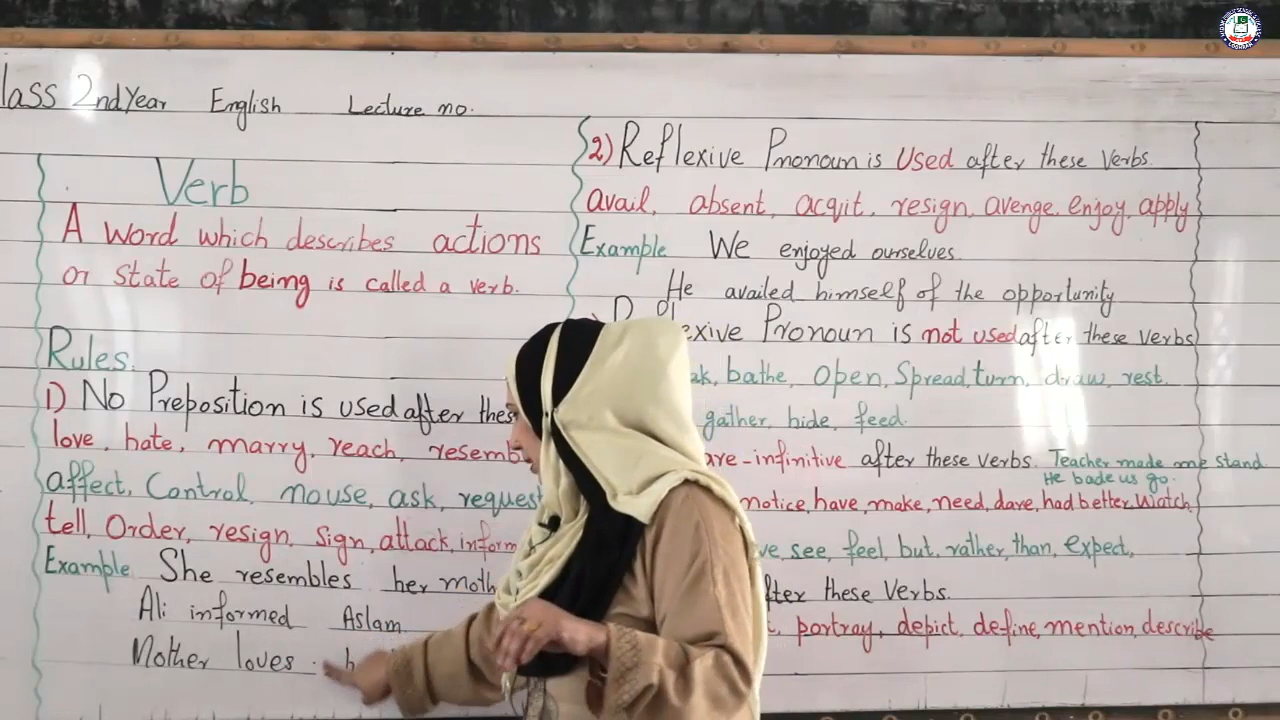 lass 2nd Year English Lecture no.
Verb
A word which describes actions
or state of being is called a verb.
Rules.
1) No Preposition is used after thes
love, hate, marry, reach, resemb
affect, Control, nouse, ask, request
tell, Order, resign, Sign, attack, inform
Example She resembles her moth
Ali informed Aslam
Mother loves
2) Reflexive Pronoun is Used after these Verbs.
avail, absent, acqit, resign, avenge, enjoy, apply
Example We enjoyed ourselves.
He availed himself of the opportunity
exive Pronoun is not used after these verbs
ak, bathe, Open, Spread, turn, draw, rest.
gather, hide, feed.
are-infinitive after these verbs. Teacher made me stand
He bade us go.
notice, have, make, need, dare, had better, Watch,
ve, see, feel, but, rather, than, expect,
fter these Verbs.
t, portray, depict, define, mention, describe